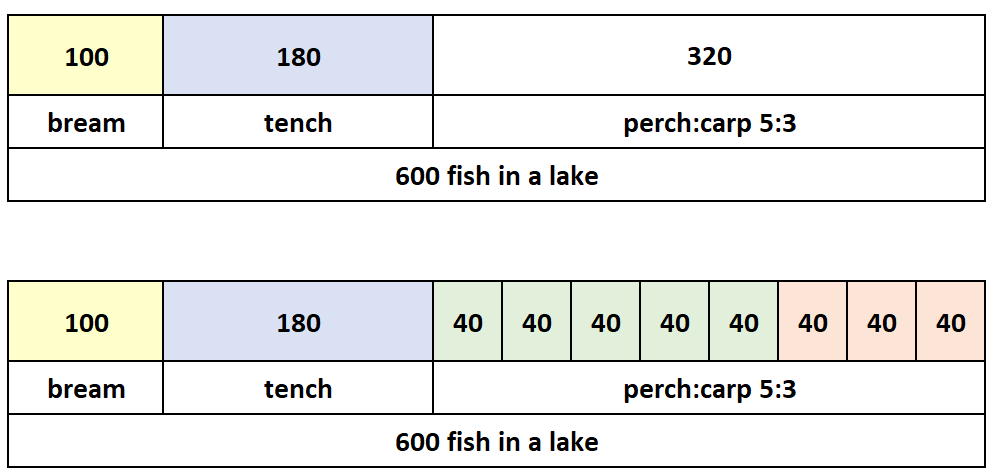 100 180 320
bream tench perch:carp 5:3
600 fish in a lake
100 180 40 40 40 40 40 40 40 40
bream tench perch:carp 5:3
600 fish in a lake